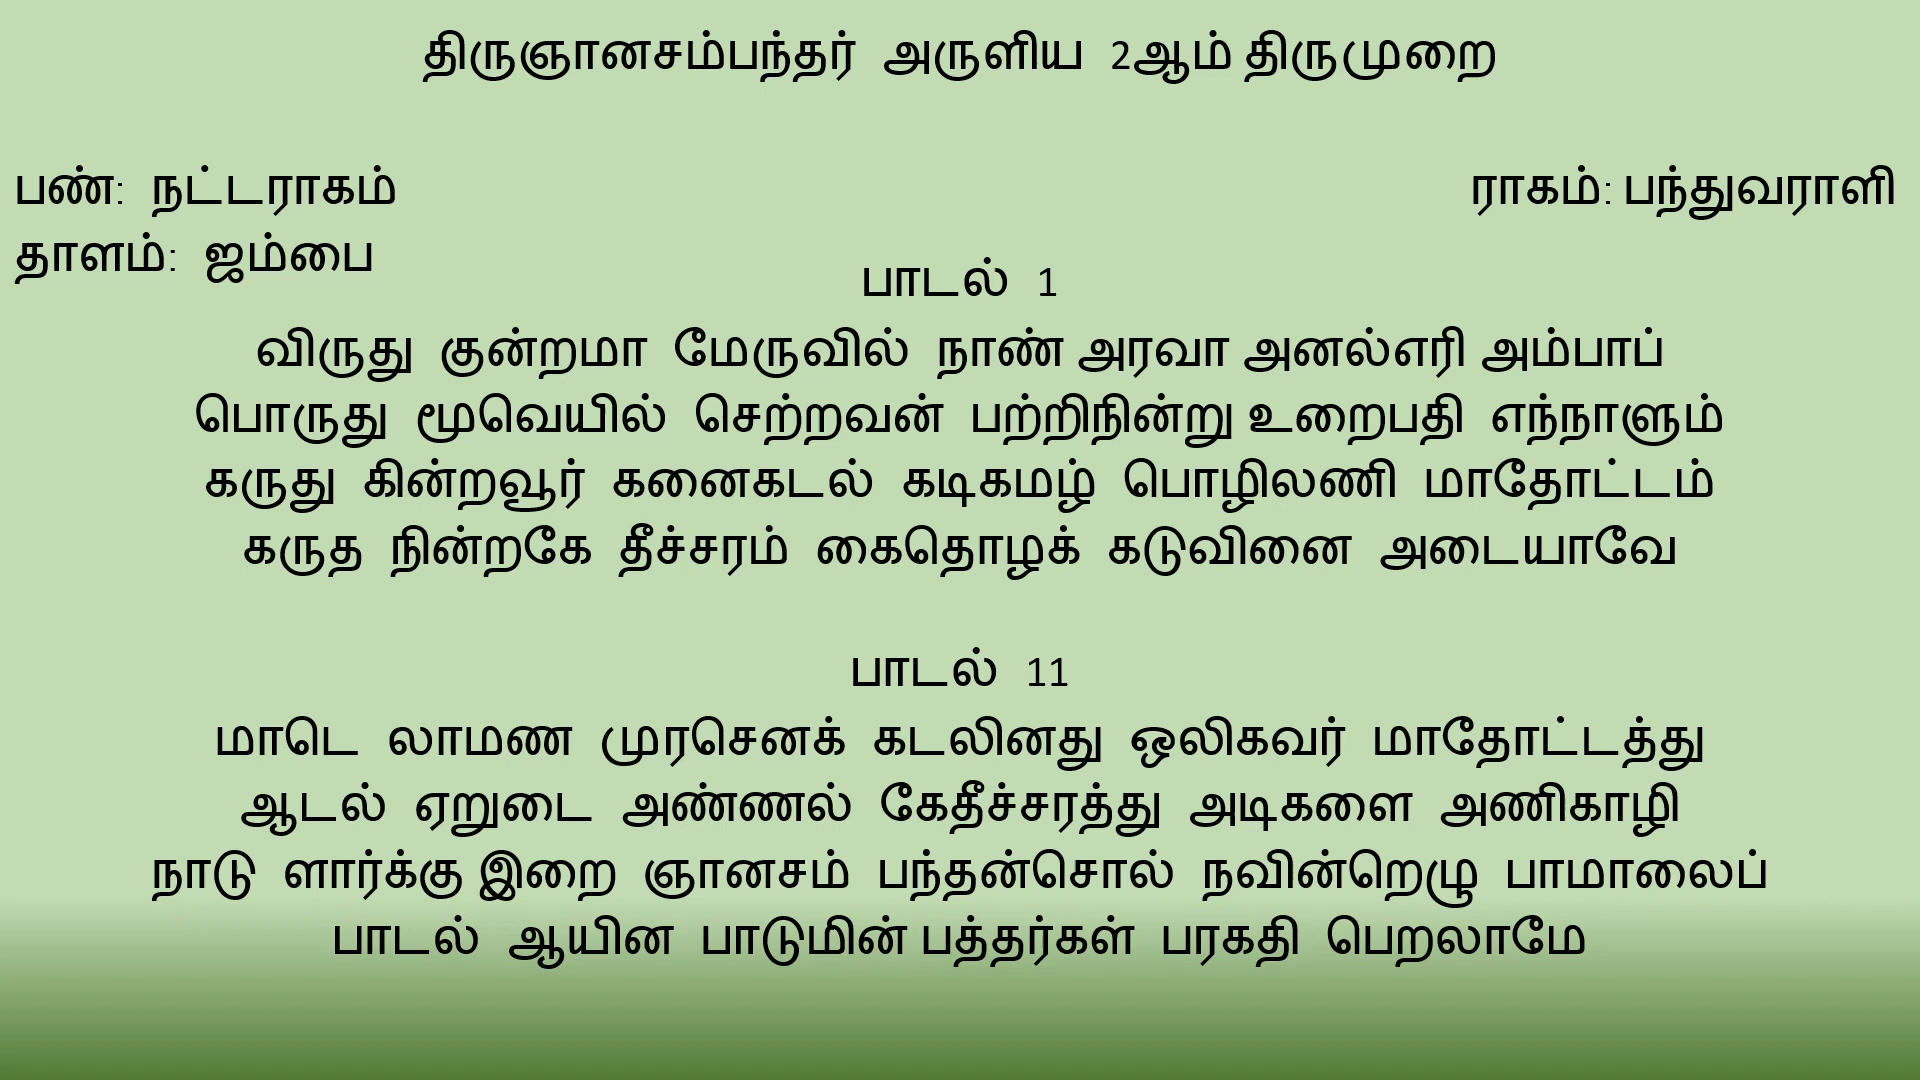 திருஞானசம்பந்தர் அருளிய 2ஆம் திருமுறை
பண்: நட்டராகம்
ராகம்: பந்துவராளி
தாளம்: ஜம்பை
பாடல் 1
விருது குன்றமா மேருவில் நாண் அரவா அனல்எரி அம்பாப்
பொருது மூவெயில் செற்றவன் பற்றிநின்று உறைபதி எந்நாளும்
கருது கின்றவூர் கனைகடல் கடிகமழ் பொழிலணி மாதோட்டம்
கருத நின்றகே தீச்சரம் கைதொழக் கடுவினை அடையாவே
பாடல் 11
மாடெ லாமண முரசெனக் கடலினது ஒலிகவர் மாதோட்டத்து
ஆடல் ஏறுடை அண்ணல் கேதீச்சரத்து அடிகளை அணிகாழி
நாடு ளார்க்கு இறை ஞானசம் பந்தன்சொல் நவின்றெழு பாமாலைப்
பாடல் ஆயின பாடுமின் பத்தர்கள் பரகதி பெறலாமே